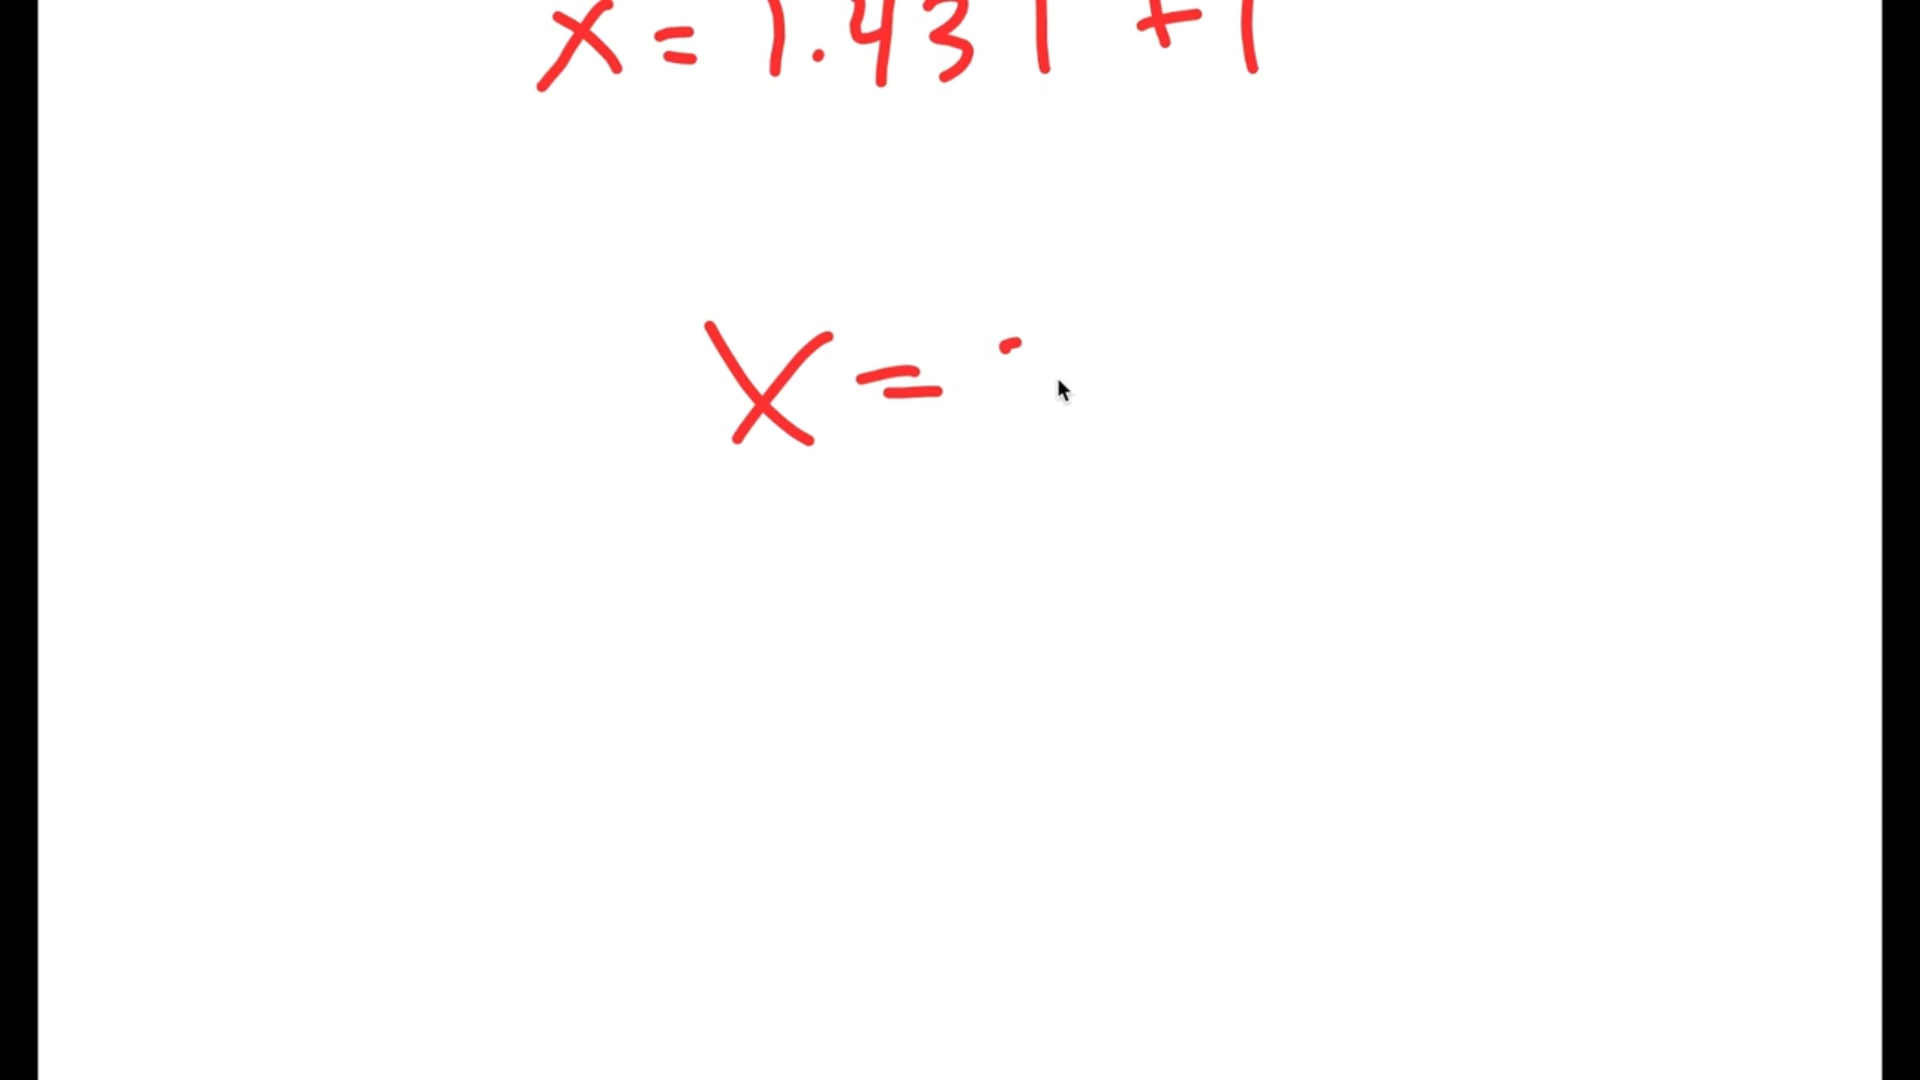 x = 1.431 + 1
x =